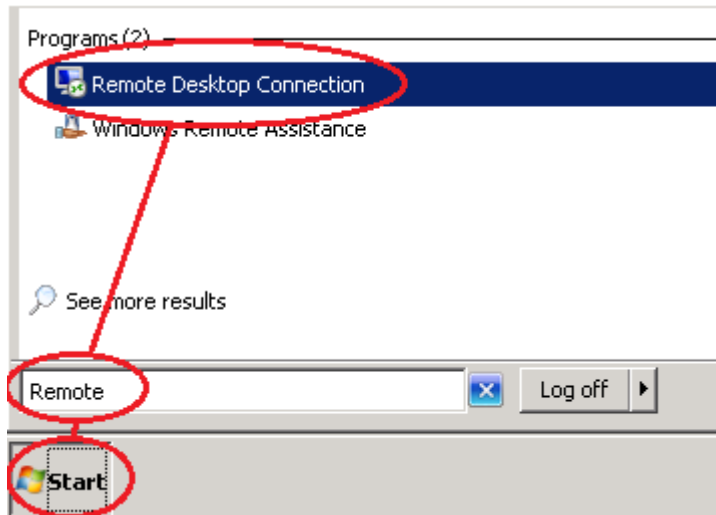 Programs (2)
Remote Desktop Connection
Windows Remote Assistance
See more results
Remote
Log off
Start